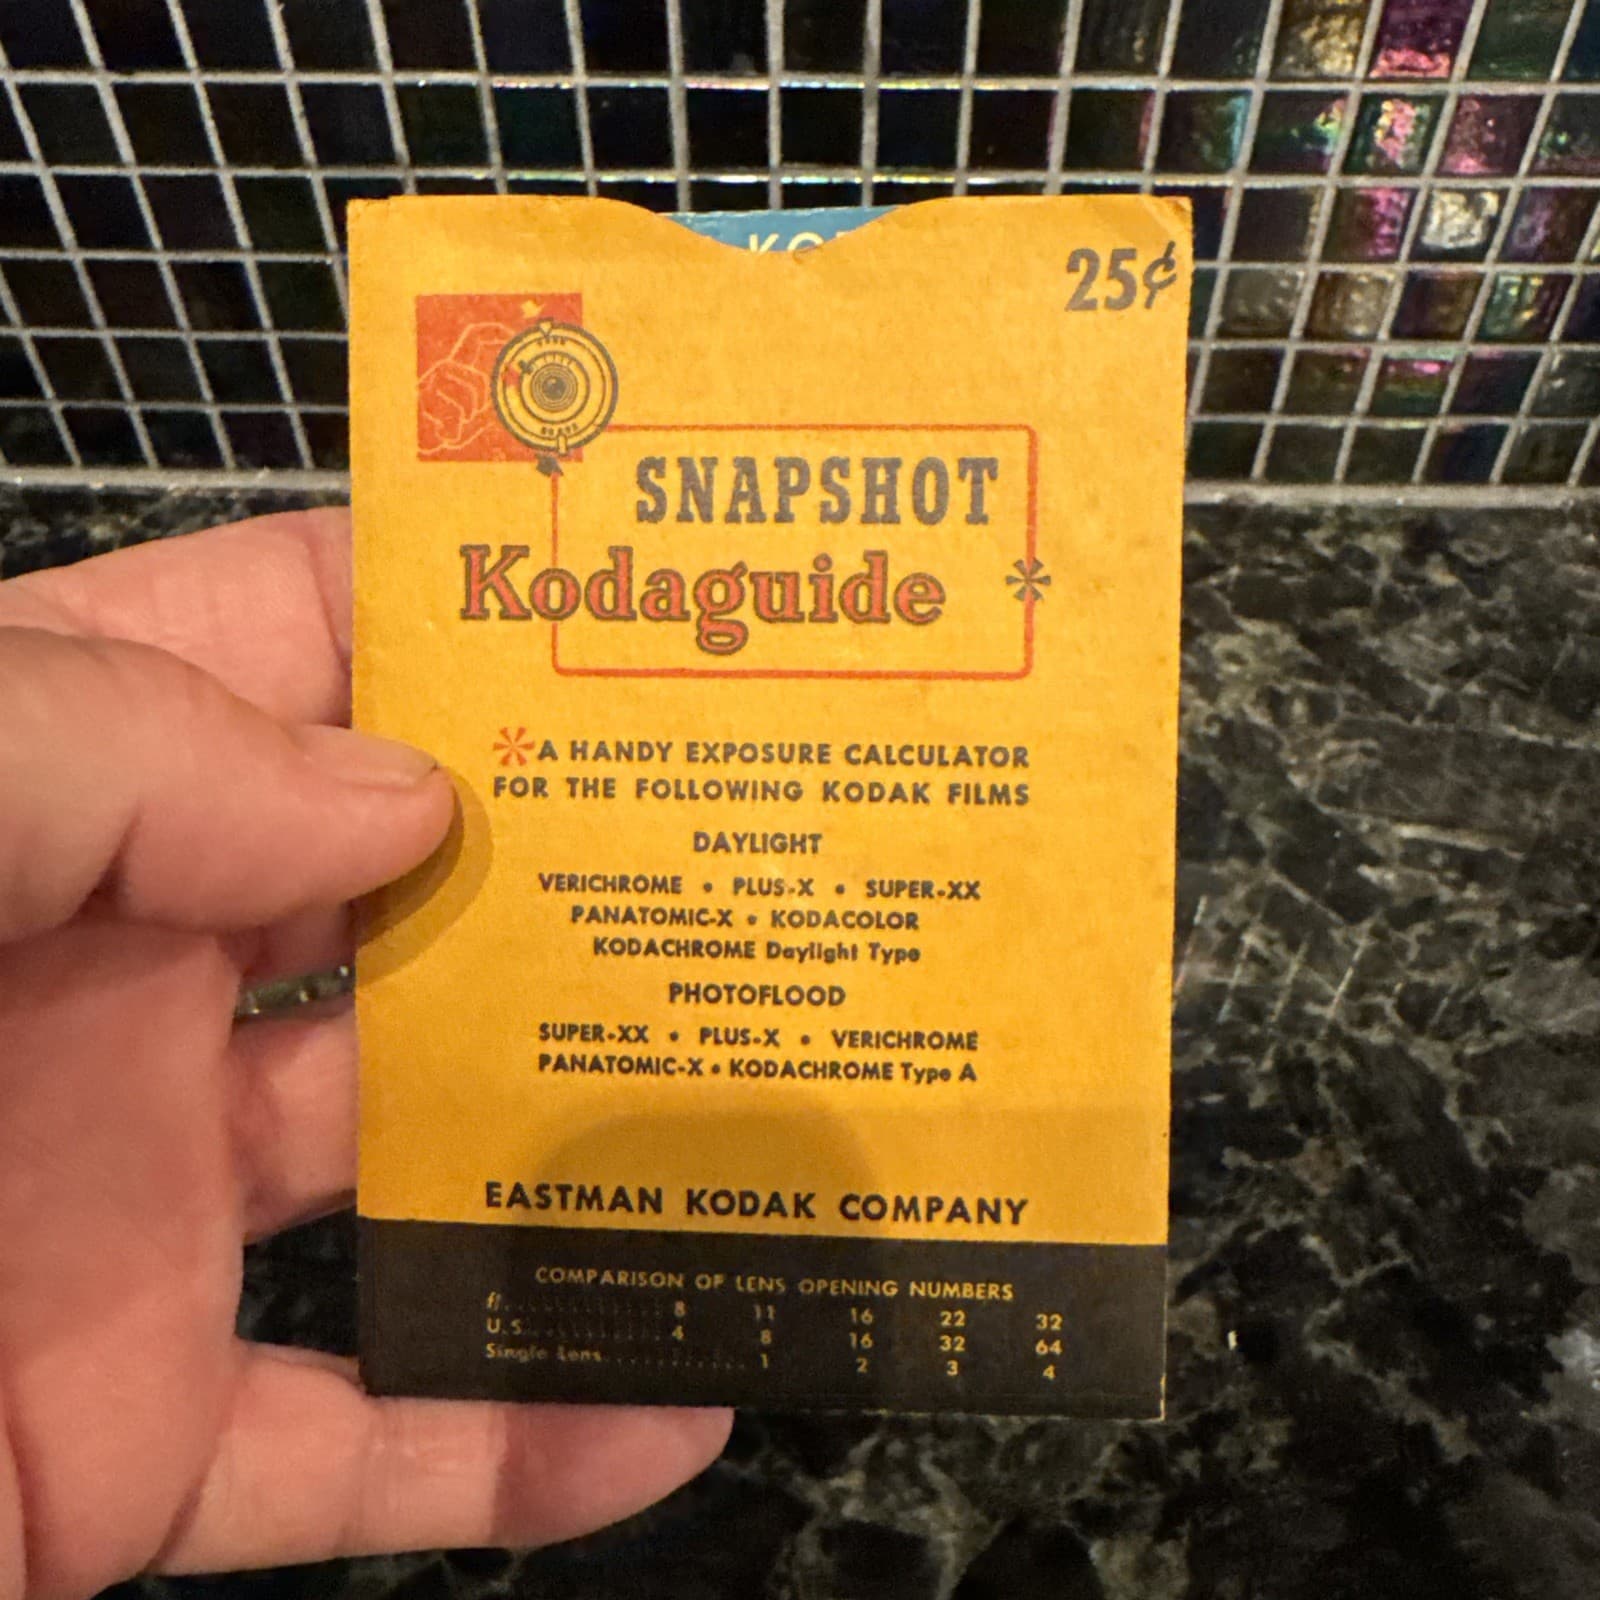 25¢
SNAPSHOT
Kodaguide *
*A HANDY EXPOSURE CALCULATOR
FOR THE FOLLOWING KODAK FILMS
DAYLIGHT
VERICHROME • PLUS-X • SUPER-XX
PANATOMIC-X • KODACOLOR
KODACHROME Daylight Type
PHOTOFLOOD
SUPER-XX • PLUS-X • VERICHROME
PANATOMIC-X • KODACHROME Type A
EASTMAN KODAK COMPANY
COMPARISON OF LENS OPENING NUMBERS
f/. . . . . . . . . . . . . 8 11 16 22 32
U.S. . . . . . . . . . . . 4 8 16 32 64
Single Lens. . . . . . . . . . . . 1 2 3 4